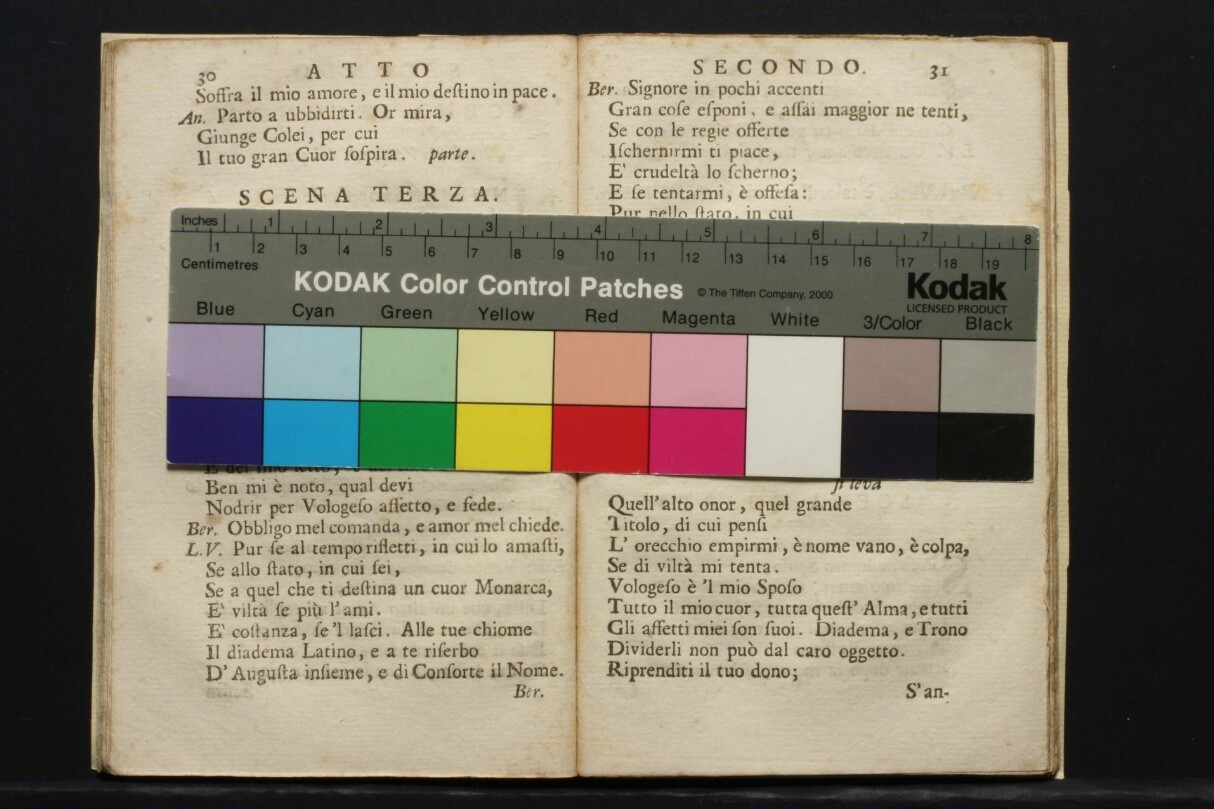 30 ATTO
Soffra il mio amore, e il mio deſtino in pace.
An. Parto a ubbidirti. Or mira,
Giunge Colei, per cui
Il tuo gran Cuor ſoſpira. parte.
SCENA TERZA.
Ben mi è noto, qual devi
Nodrir per Vologeſo affetto, e fede.
Ber. Obbligo mel comanda, e amor mel chiede.
L.V. Pur ſe al tempo rifletti, in cui lo amaſti,
Se allo ſtato, in cui ſei,
Se a quel che ti deſtina un cuor Monarca,
E' viltà ſe più l'ami.
E' coſtanza, ſe 'l laſci. Alle tue chiome
Il diadema Latino, e a te riſerbo
D' Auguſta inſieme, e di Conſorte il Nome.
Ber.
SECONDO. 31
Ber. Signore in pochi accenti
Gran coſe eſponi, e aſſai maggior ne tenti,
Se con le regie offerte
Iſchernirmi ti piace,
E' crudeltà lo ſcherno;
E ſe tentarmi, è offeſa:
Pur nello ſtato, in cui
ſi leva
Quell' alto onor, quel grande
Titolo, di cui penſi
L' orecchio empirmi, è nome vano, è colpa,
Se di viltà mi tenta.
Vologeſo è 'l mio Spoſo
Tutto il mio cuor, tutta queſt' Alma, e tutti
Gli affetti miei ſon ſuoi. Diadema, e Trono
Dividerli non può dal caro oggetto.
Riprenditi il tuo dono;
S'an-
Inches 1 2 3 4 5 6 7 8
1 2 3 4 5 6 7 8 9 10 11 12 13 14 15 16 17 18 19
Centimetres
KODAK Color Control Patches © The Tiffen Company, 2000 Kodak
LICENSED PRODUCT
Blue Cyan Green Yellow Red Magenta White 3/Color Black